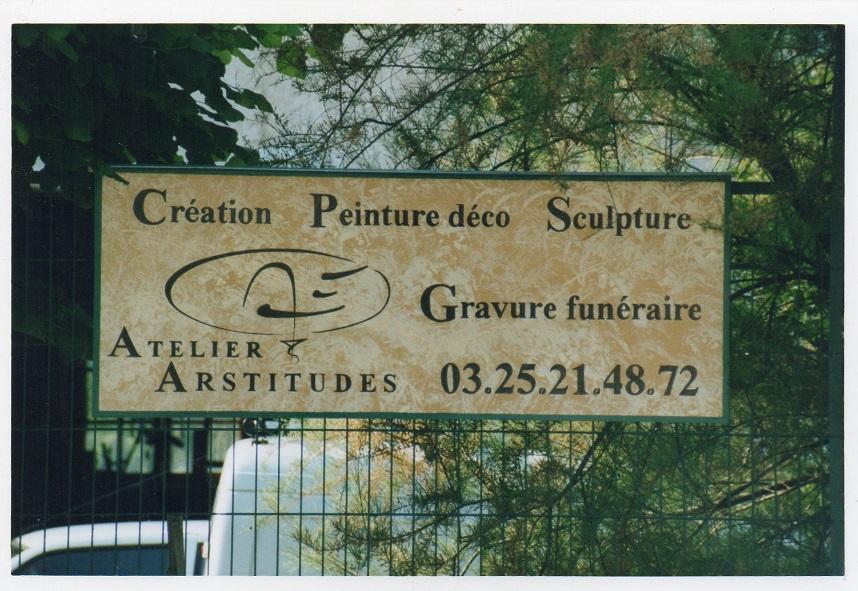 Création Peinture déco Sculpture
Gravure funéraire
ATELIER
ARSTITUDES 03.25.21.48.72